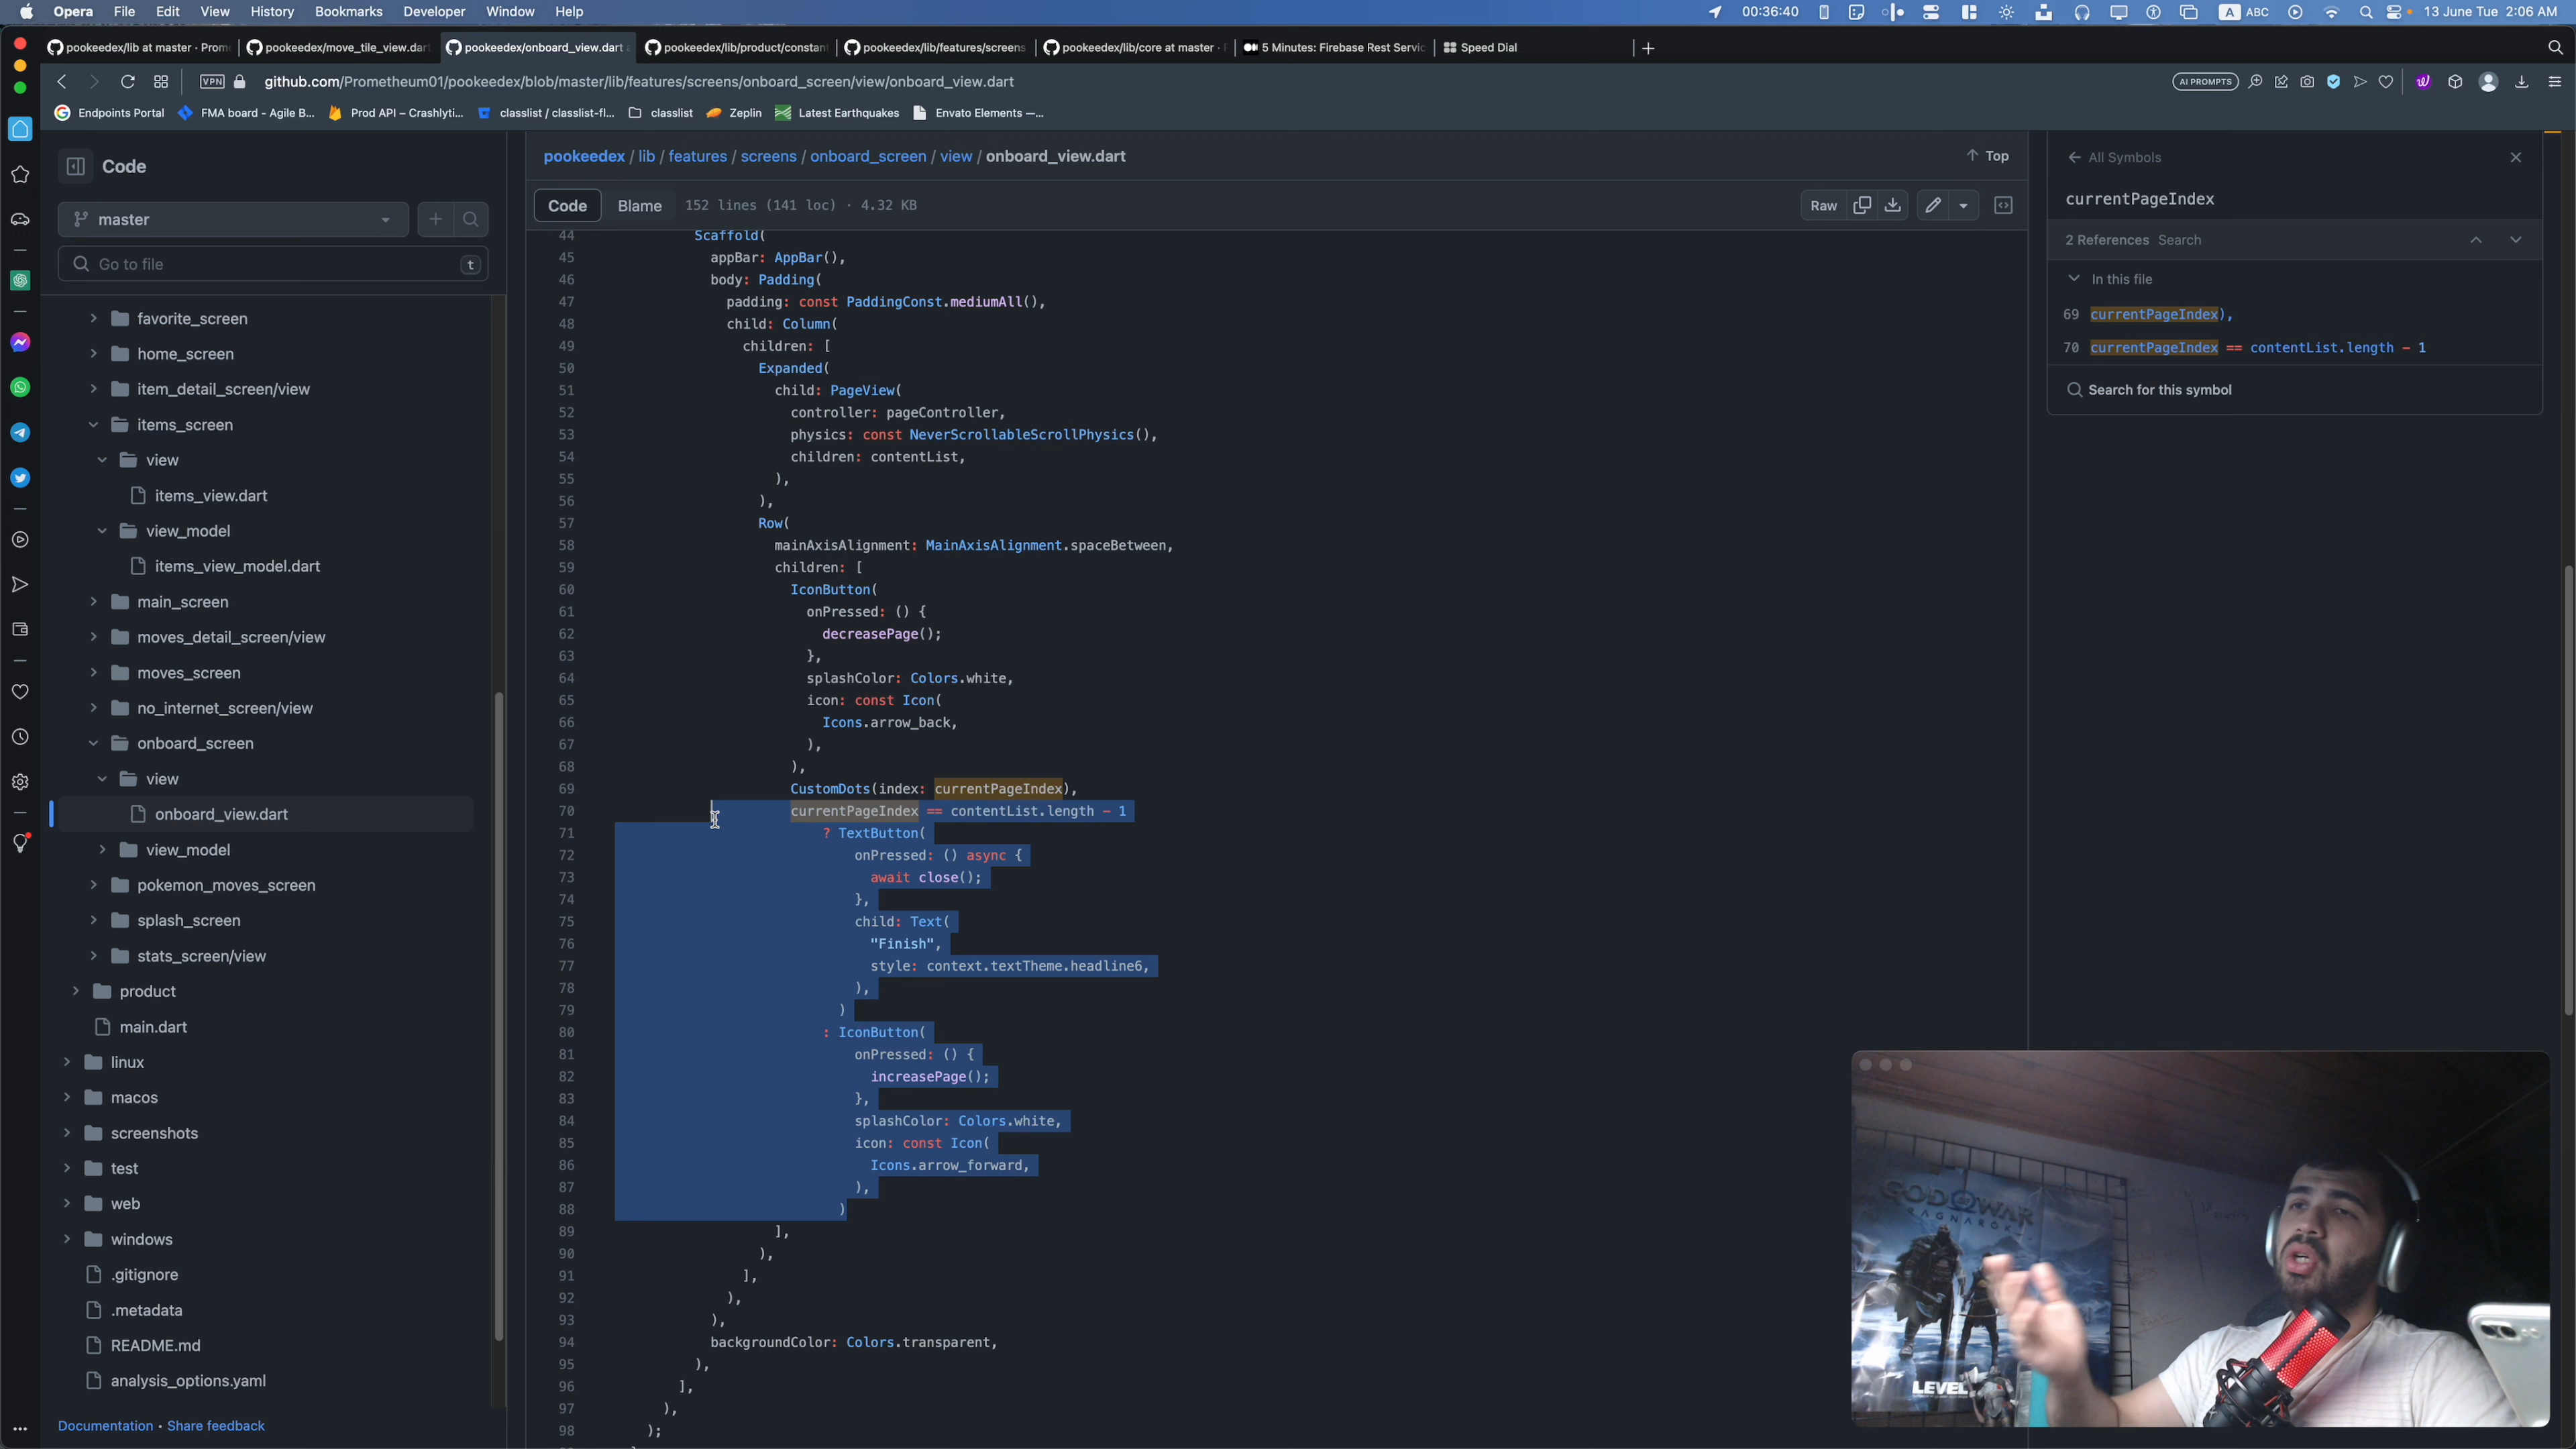 Opera File Edit View History Bookmarks Developer Window Help
00:36:40 A ABC 13 June Tue 2:06 AM
pookeedex/lib at master · Prom
pookeedex/move_tile_view.dart
pookeedex/onboard_view.dart
pookeedex/lib/product/constan
pookeedex/lib/features/screens
pookeedex/lib/core at master ·
5 Minutes: Firebase Rest Servic
Speed Dial
VPN github.com/Prometheum01/pookeedex/blob/master/lib/features/screens/onboard_screen/view/onboard_view.dart
AI PROMPTS
Endpoints Portal
FMA board - Agile B...
Prod API – Crashlyti...
classlist / classlist-fl...
classlist
Zeplin
Latest Earthquakes
Envato Elements —...
Code
master
Go to file t
favorite_screen
home_screen
item_detail_screen/view
items_screen
view
items_view.dart
view_model
items_view_model.dart
main_screen
moves_detail_screen/view
moves_screen
no_internet_screen/view
onboard_screen
view
onboard_view.dart
view_model
pokemon_moves_screen
splash_screen
stats_screen/view
product
main.dart
linux
macos
screenshots
test
web
windows
.gitignore
.metadata
README.md
analysis_options.yaml
Documentation • Share feedback
pookeedex / lib / features / screens / onboard_screen / view / onboard_view.dart
Top
Code Blame 152 lines (141 loc) · 4.32 KB
Raw
44 Scaffold(
45 appBar: AppBar(),
46 body: Padding(
47 padding: const PaddingConst.mediumAll(),
48 child: Column(
49 children: [
50 Expanded(
51 child: PageView(
52 controller: pageController,
53 physics: const NeverScrollableScrollPhysics(),
54 children: contentList,
55 ),
56 ),
57 Row(
58 mainAxisAlignment: MainAxisAlignment.spaceBetween,
59 children: [
60 IconButton(
61 onPressed: () {
62 decreasePage();
63 },
64 splashColor: Colors.white,
65 icon: const Icon(
66 Icons.arrow_back,
67 ),
68 ),
69 CustomDots(index: currentPageIndex),
70 currentPageIndex == contentList.length - 1
71 ? TextButton(
72 onPressed: () async {
73 await close();
74 },
75 child: Text(
76 "Finish",
77 style: context.textTheme.headline6,
78 ),
79 )
80 : IconButton(
81 onPressed: () {
82 increasePage();
83 },
84 splashColor: Colors.white,
85 icon: const Icon(
86 Icons.arrow_forward,
87 ),
88 )
89 ],
90 ),
91 ],
92 ),
93 ),
94 backgroundColor: Colors.transparent,
95 ),
96 ],
97 ),
98 );
All Symbols
currentPageIndex
2 References Search
In this file
69 currentPageIndex),
70 currentPageIndex == contentList.length - 1
Search for this symbol
GOD OF WAR
RAGNARÖK
LEVEL